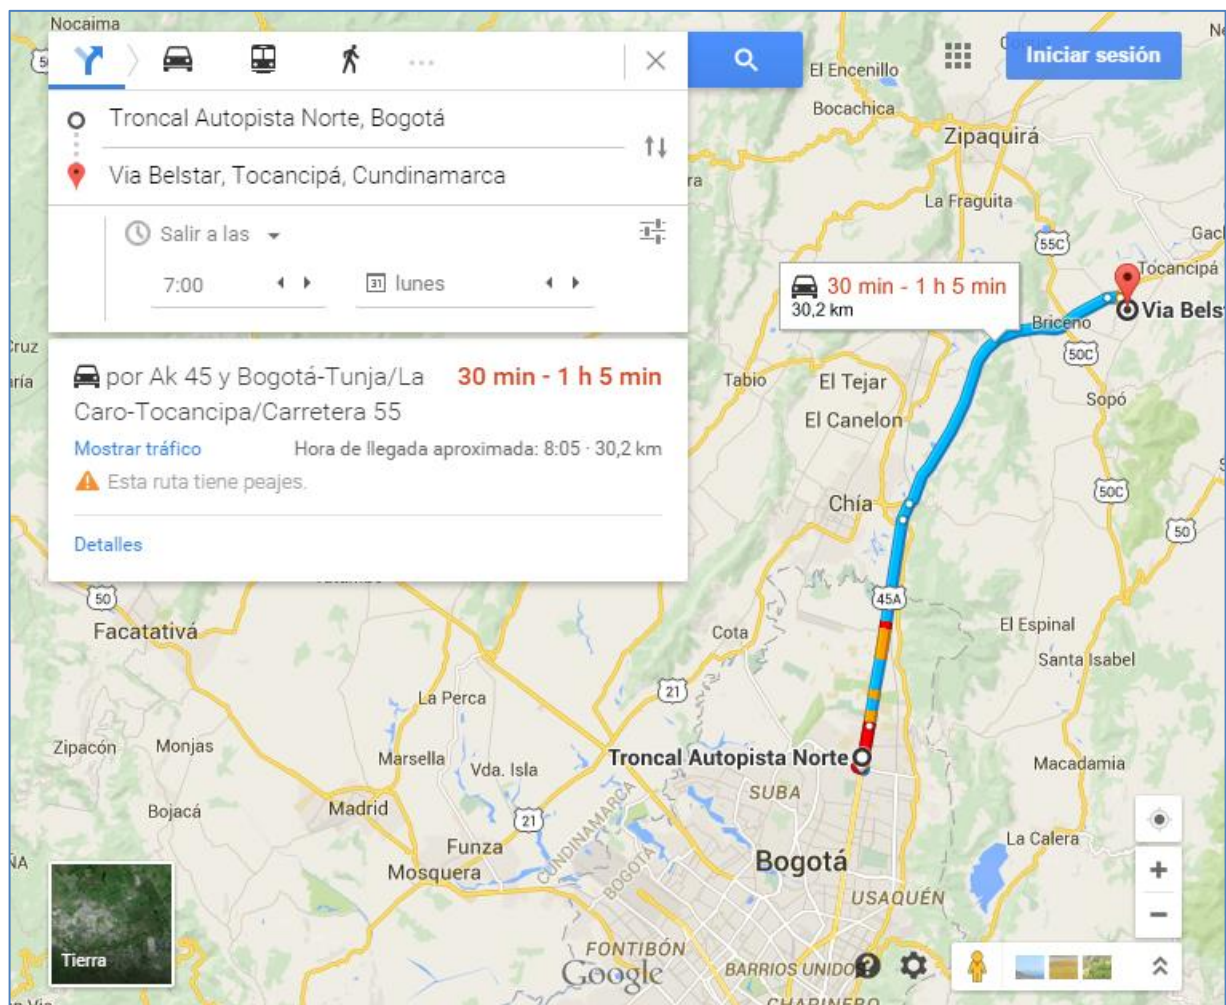 Nocaima
Troncal Autopista Norte, Bogotá
Via Belstar, Tocancipá, Cundinamarca
Salir a las
7:00
31 lunes
por Ak 45 y Bogotá-Tunja/La
Caro-Tocancipa/Carretera 55
30 min - 1 h 5 min
Mostrar tráfico
Hora de llegada aproximada: 8:05 · 30,2 km
Esta ruta tiene peajes.
Detalles
Iniciar sesión
El Encenillo
Bocachica
Zipaquirá
La Fraguita
55C
Tocancipá
30 min - 1 h 5 min
30,2 km
Briceño
Via Bels
50C
Tabio
El Tejar
Sopó
El Canelon
Chía
50C
50
50
45A
Facatativá
Cota
El Espinal
Santa Isabel
21
La Perca
Zipacón
Monjas
Marsella
Vda. Isla
Troncal Autopista Norte
Macadamia
SUBA
Bojacá
Madrid
21
CUNDINAMARCA
BOGOTÁ
Funza
Mosquera
La Calera
Bogotá
USAQUÉN
Tierra
FONTIBÓN
Google
BARRIOS UNIDO
CHAPINERO